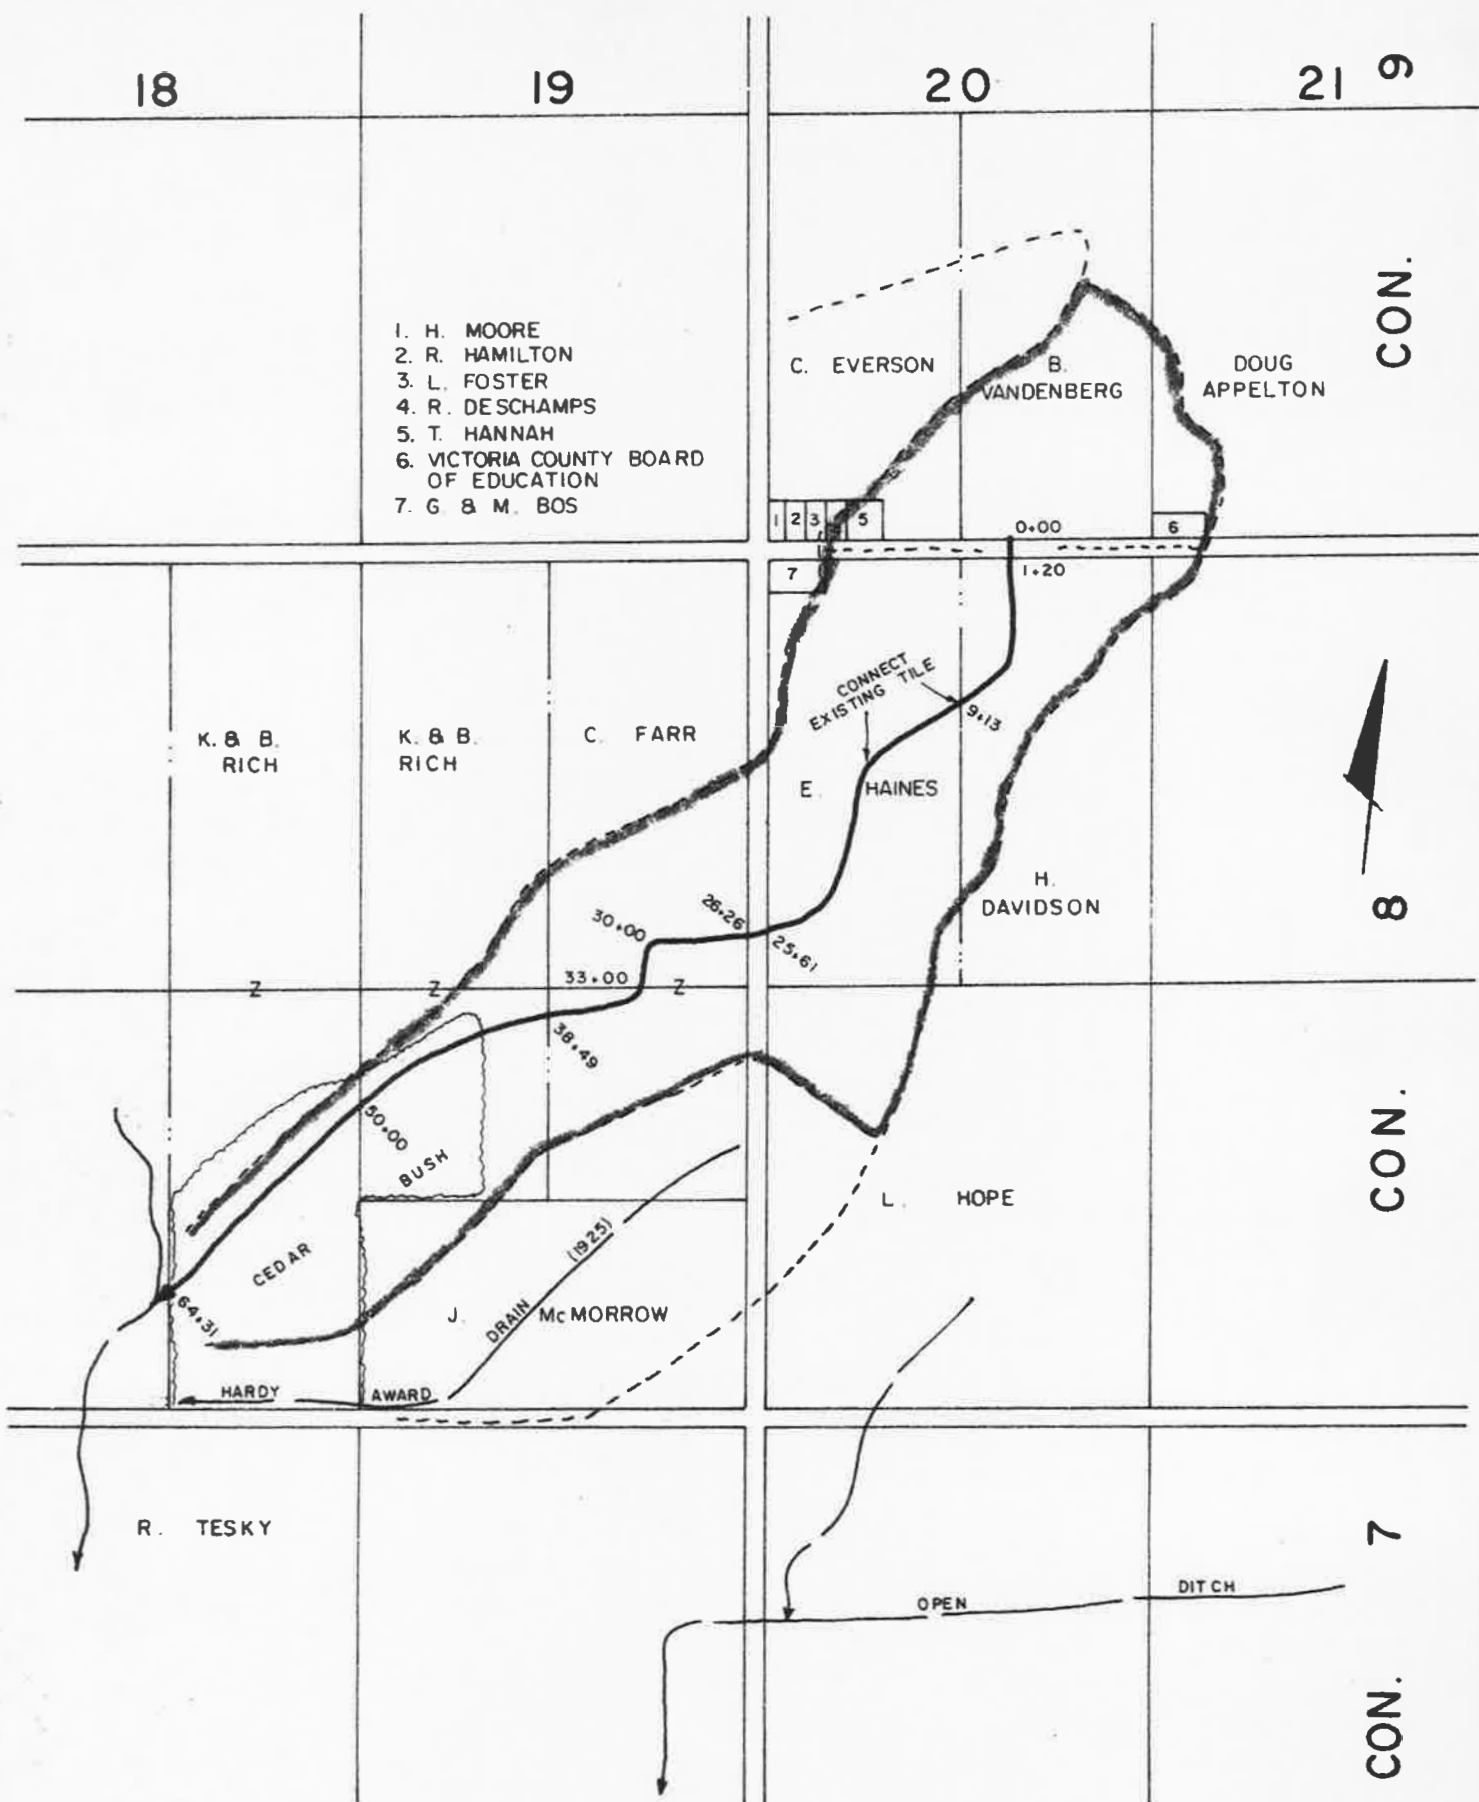 18
19
20
21
9
CON.
1. H. MOORE
2. R. HAMILTON
3. L. FOSTER
4. R. DESCHAMPS
5. T. HANNAH
6. VICTORIA COUNTY BOARD
OF EDUCATION
7. G. & M. BOS
C. EVERSON
B.
VANDENBERG
DOUG
APPELTON
1
2
3
5
0+00
6
7
1+20
CONNECT
EXISTING TILE
9+13
K. & B.
RICH
K. & B.
RICH
C. FARR
E. HAINES
H.
DAVIDSON
8
CON.
26+26
25+61
30+00
33+00
Z
Z
Z
38+49
50+00
BUSH
CEDAR
64+31
L. HOPE
J. McMORROW
DRAIN (1925)
HARDY AWARD
R. TESKY
7
CON.
OPEN DITCH